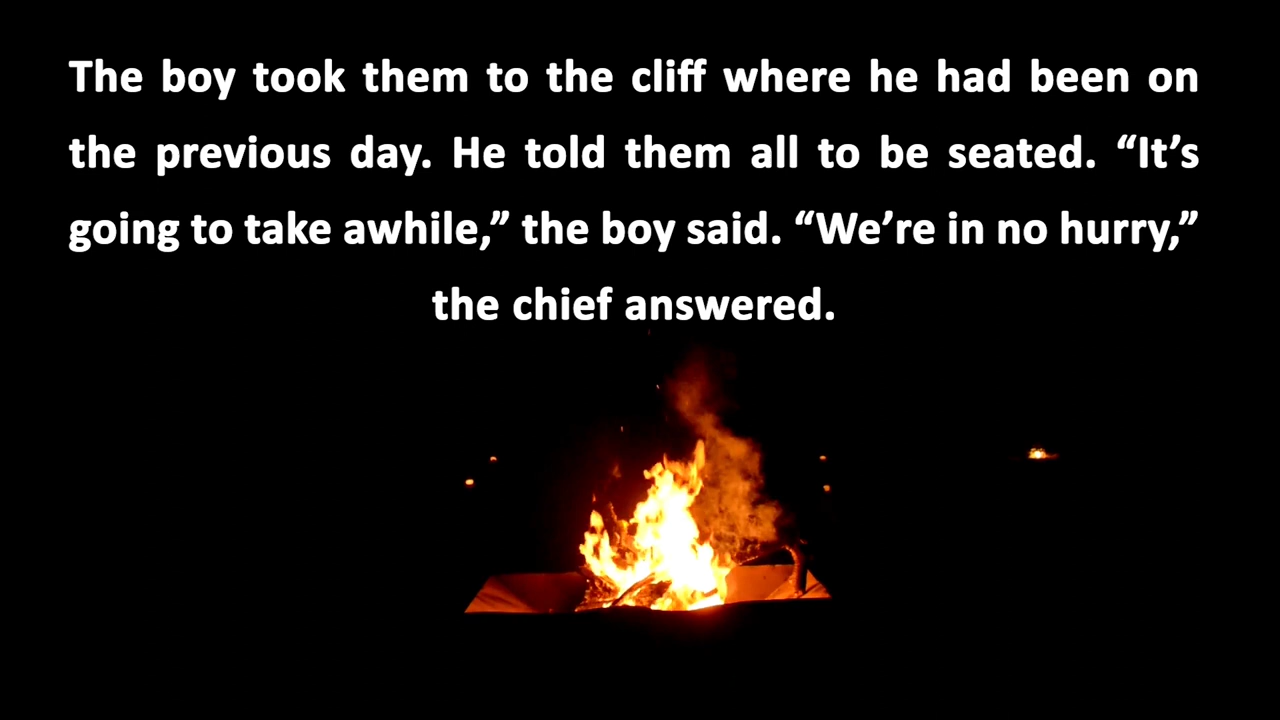 The boy took them to the cliff where he had been on
the previous day. He told them all to be seated. “It’s
going to take awhile,” the boy said. “We’re in no hurry,”
the chief answered.